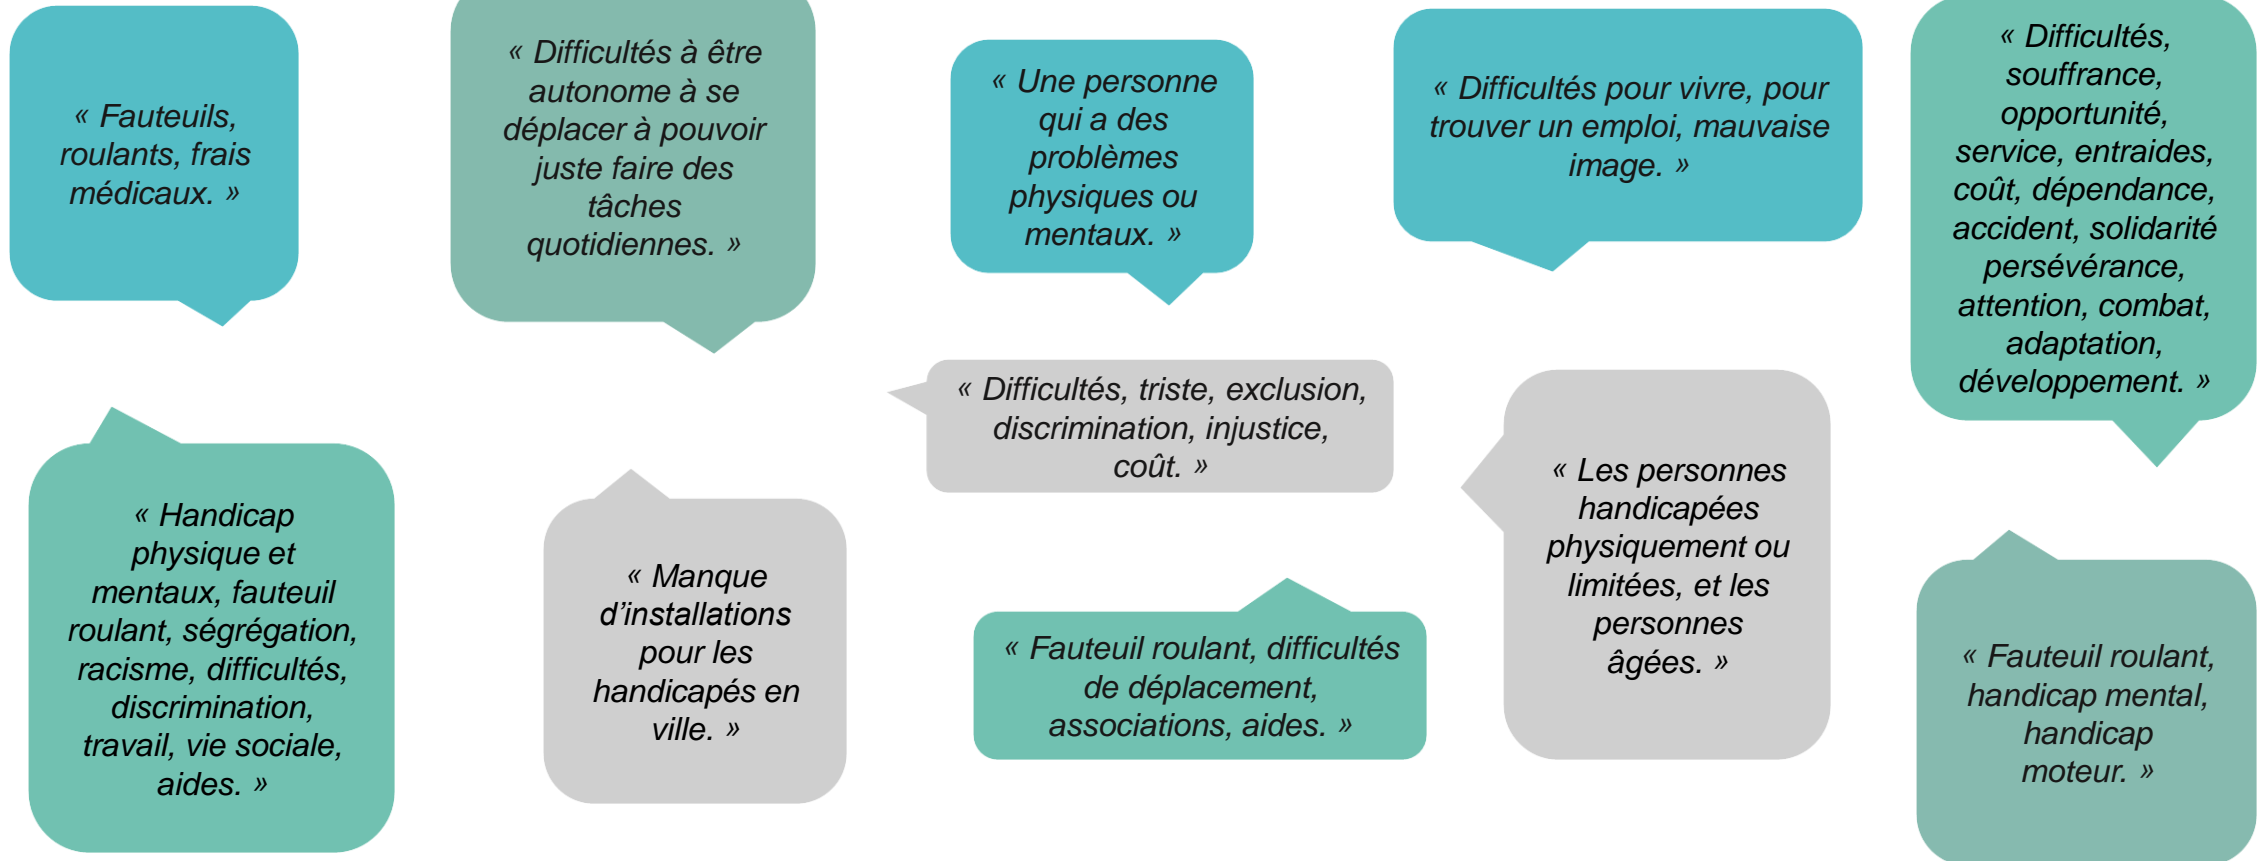 « Fauteuils,
roulants, frais
médicaux. »
« Difficultés à être
autonome à se
déplacer à pouvoir
juste faire des
tâches
quotidiennes. »
« Une personne
qui a des
problèmes
physiques ou
mentaux. »
« Difficultés pour vivre, pour
trouver un emploi, mauvaise
image. »
« Difficultés,
souffrance,
opportunité,
service, entraides,
coût, dépendance,
accident, solidarité
persévérance,
attention, combat,
adaptation,
développement. »
« Handicap
physique et
mentaux, fauteuil
roulant, ségrégation,
racisme, difficultés,
discrimination,
travail, vie sociale,
aides. »
« Manque
d’installations
pour les
handicapés en
ville. »
« Difficultés, triste, exclusion,
discrimination, injustice,
coût. »
« Fauteuil roulant, difficultés
de déplacement,
associations, aides. »
« Les personnes
handicapées
physiquement ou
limitées, et les
personnes
âgées. »
« Fauteuil roulant,
handicap mental,
handicap
moteur. »